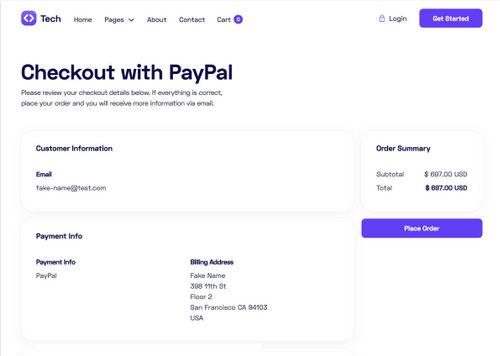 Tech
Home Pages About Contact Cart 0
Login
Get Started
Checkout with PayPal
Please review your checkout details below. If everything is correct,
place your order and you will receive more information via email.
Customer Information
Email
fake-name@test.com
Order Summary
Subtotal $ 697.00 USD
Total $ 697.00 USD
Place Order
Payment Info
Payment Info
PayPal
Billing Address
Fake Name
398 11th St
Floor 2
San Francisco CA 94103
USA